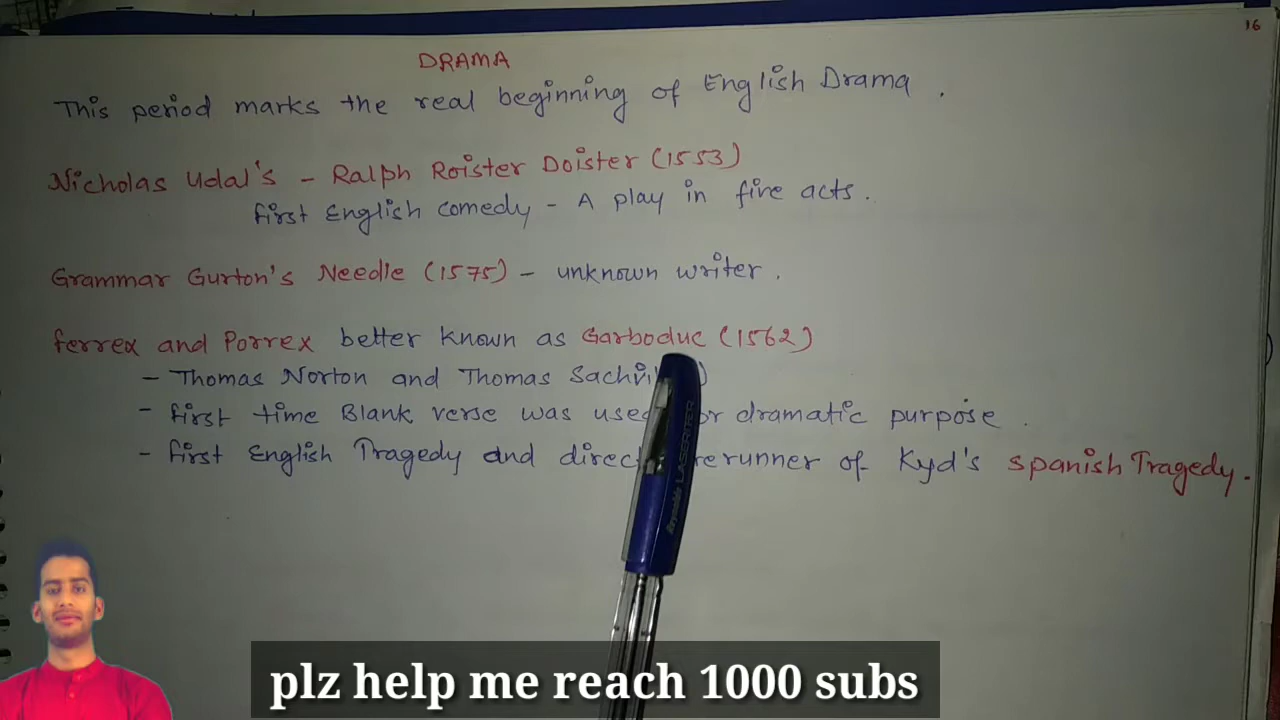 16
DRAMA
This period marks the real beginning of English Drama .
Nicholas Udal's - Ralph Roister Doister (1553)
first English comedy - A play in five acts .
Grammar Gurton's Needle (1575) - unknown writer .
ferrex and Porrex better known as Garboduc (1562)
- Thomas Norton and Thomas
- first time Blank verse was dramatic purpose .
- first English Tragedy and of Kyd's Spanish Tragedy .
plz help me reach 1000 subs